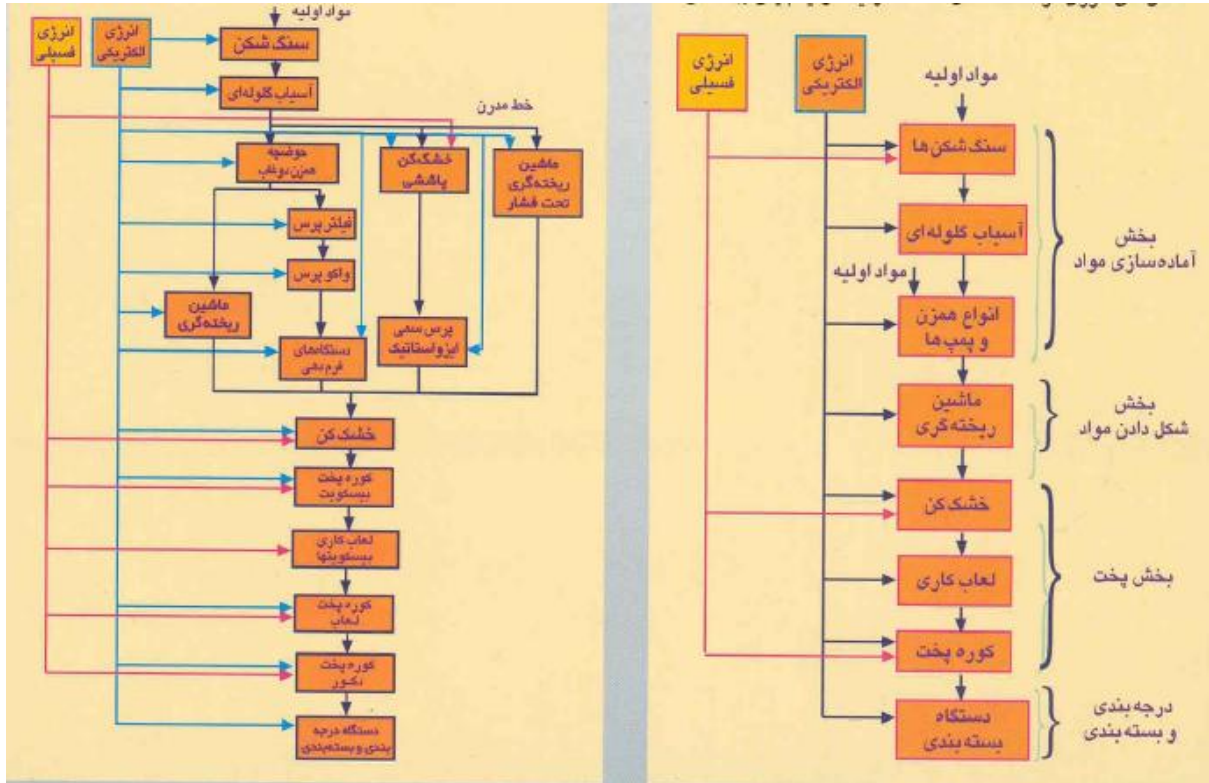 مواد اولیه
انرژی
فسیلی
انرژی
الکتریکی
سنگ شکن
آسیاب گلوله‌ای
خط مدرن
حوضچه
همزن دوغاب
خشک‌کن
پاششی
ماشین
ریخته‌گری
تحت فشار
فیلتر پرس
واکو پرس
ماشین
ریخته‌گری
دستگاه‌های
فرم دهی
پرس سمی
ایزواستاتیک
خشک کن
کوره پخت
بیسکویت
لعاب کاری
بیسکویتها
کوره پخت
لعاب
کوره پخت
دکور
دستگاه درجه
بندی و بسته‌بندی
انرژی
فسیلی
انرژی
الکتریکی
مواد اولیه
سنگ شکن ها
آسیاب گلوله‌ای
مواد اولیه
انواع همزن
و پمپ ها
بخش
آماده‌سازی مواد
ماشین
ریخته‌گری
بخش
شکل دادن مواد
خشک کن
لعاب کاری
کوره پخت
بخش پخت
دستگاه
بسته بندی
درجه بندی
و بسته بندی